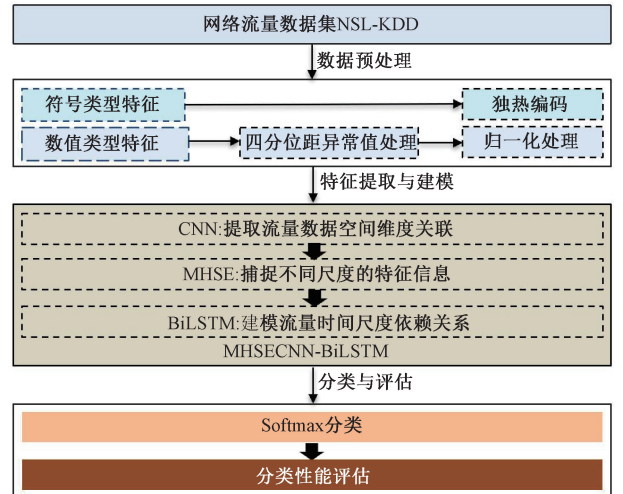 网络流量数据集NSL-KDD
数据预处理
符号类型特征
独热编码
数值类型特征
四分位距异常值处理
归一化处理
特征提取与建模
CNN:提取流量数据空间维度关联
MHSE:捕捉不同尺度的特征信息
BiLSTM:建模流量时间尺度依赖关系
MHSECNN-BiLSTM
分类与评估
Softmax分类
分类性能评估